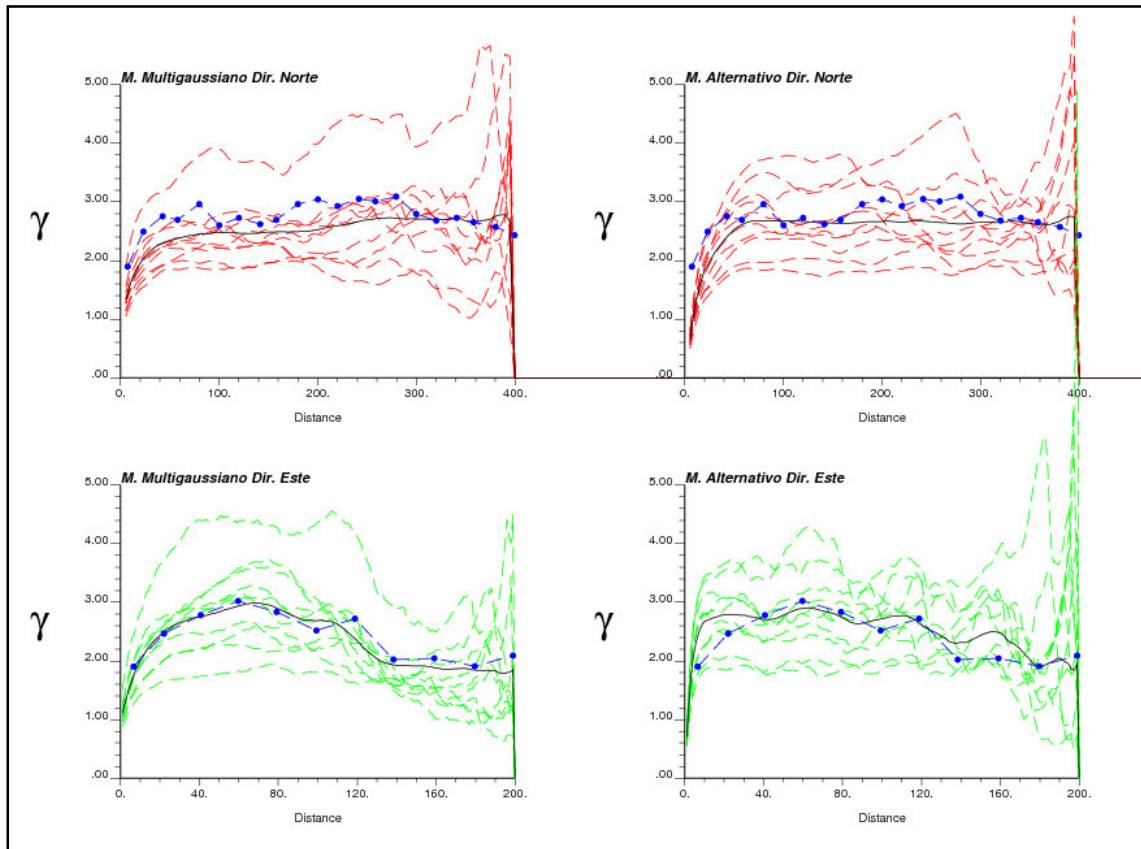 M. Multigaussiano Dir. Norte
5.00
4.00
3.00
2.00
1.00
.00
γ
0. 100. 200. 300. 400.
Distance
M. Alternativo Dir. Norte
5.00
4.00
3.00
2.00
1.00
.00
γ
0. 100. 200. 300. 400.
Distance
M. Multigaussiano Dir. Este
5.00
4.00
3.00
2.00
1.00
.00
γ
0. 40. 80. 120. 160. 200.
Distance
M. Alternativo Dir. Este
5.00
4.00
3.00
2.00
1.00
.00
γ
0. 40. 80. 120. 160. 200.
Distance